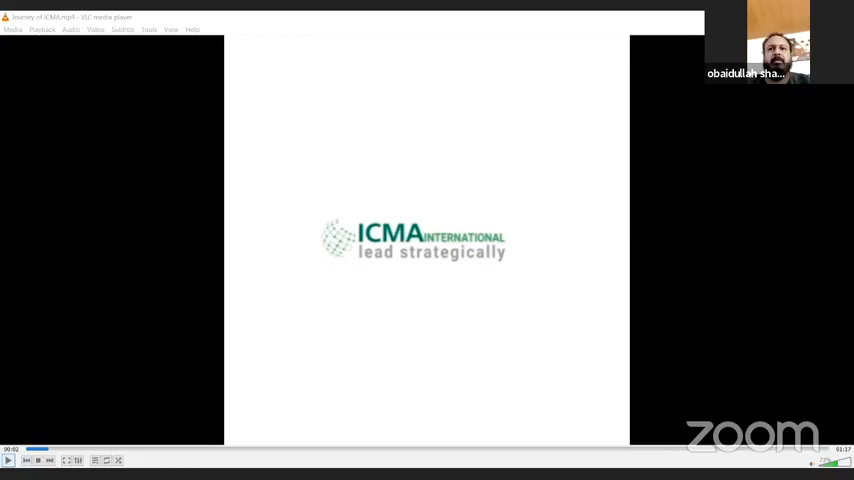 Journey of ICMA.mp4 - VLC media player
Media Playback Audio Video Subtitle Tools View Help
obaidullah sha...
ICMA INTERNATIONAL
lead strategically
zoom
00:02
01:17